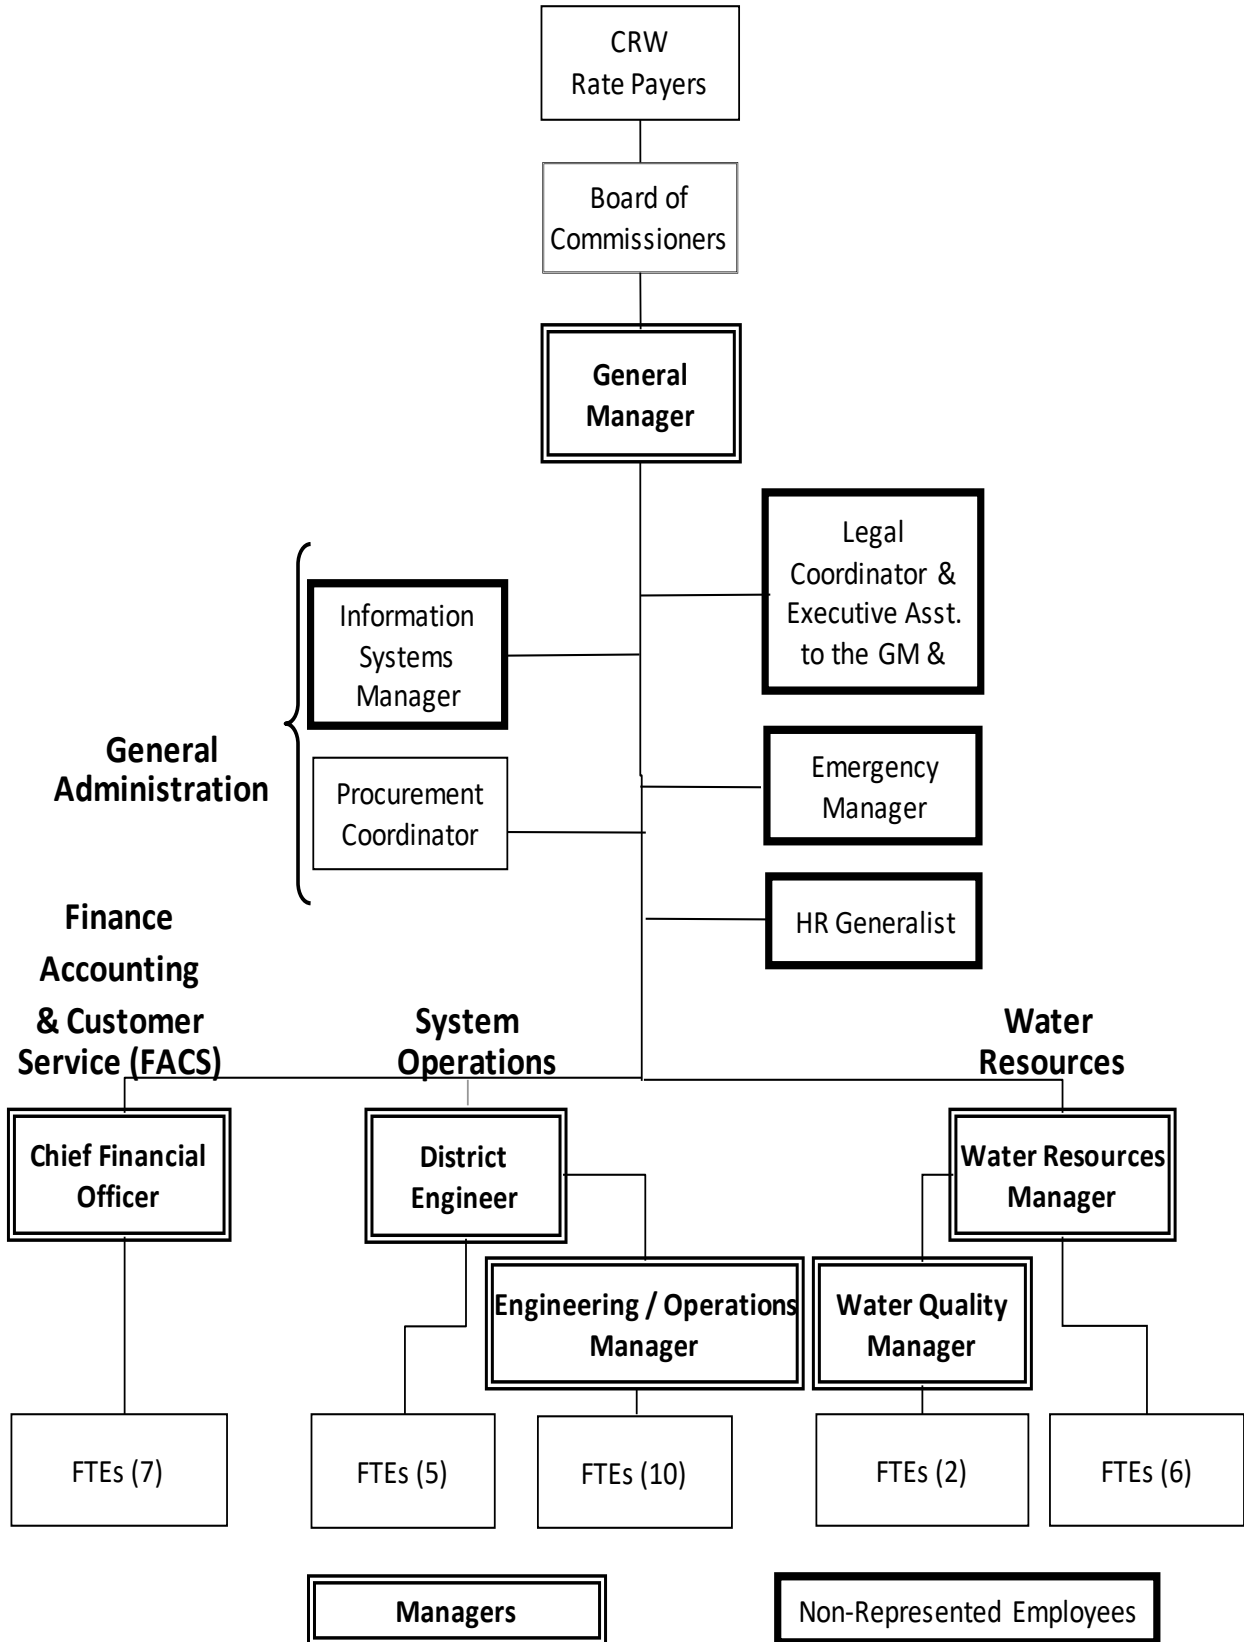 CRW
Rate Payers
Board of
Commissioners
General
Manager
Legal
Coordinator &
Executive Asst.
to the GM &
Information
Systems
Manager
General
Administration
Emergency
Manager
Procurement
Coordinator
HR Generalist
Finance
Accounting
& Customer
Service (FACS)
System
Operations
Water
Resources
Chief Financial
Officer
District
Engineer
Water Resources
Manager
Engineering / Operations
Manager
Water Quality
Manager
FTEs (7)
FTEs (5)
FTEs (10)
FTEs (2)
FTEs (6)
Managers
Non-Represented Employees